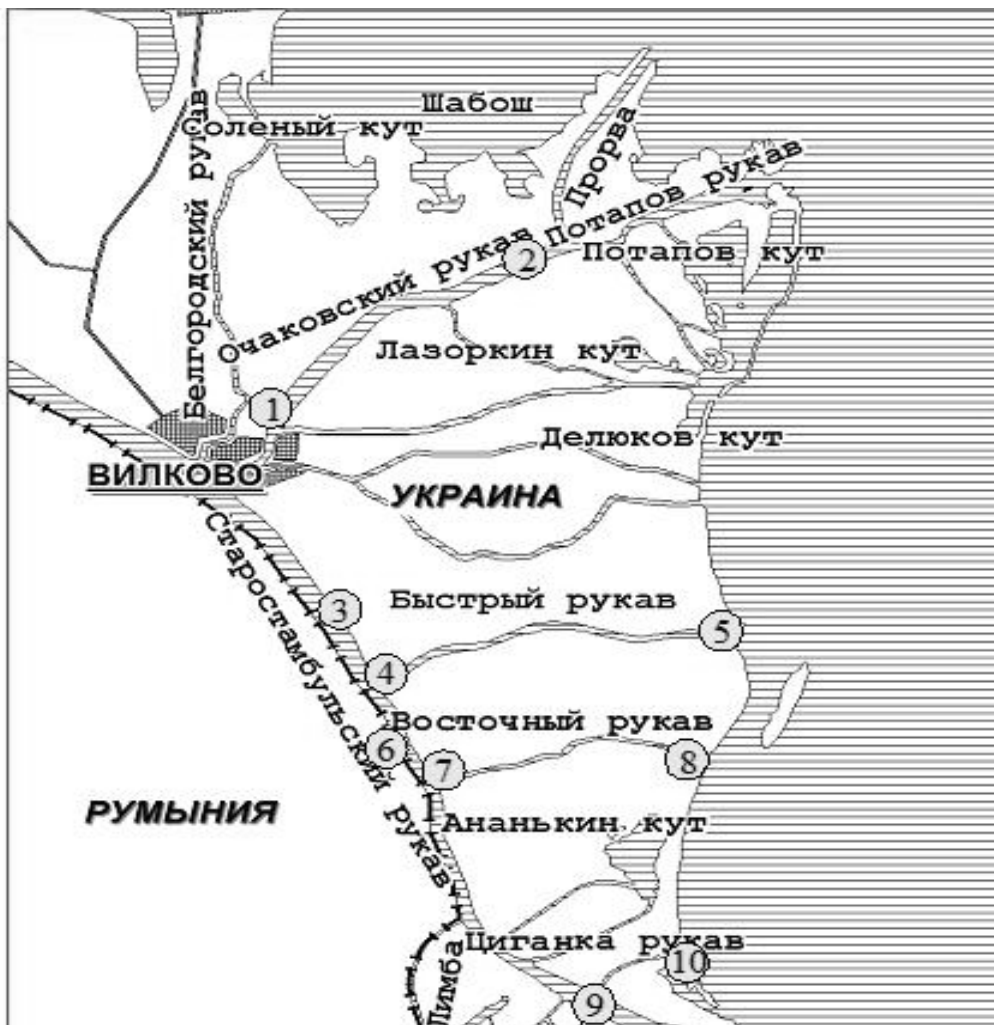 Шабош
Соленый кут
Прорва
Белгородский рукав
Потапов рукав
Очаковский рукав
2
Потапов кут
Лазоркин кут
1
Делюков кут
ВИЛКОВО
УКРАИНА
Старостамбульский рукав
Быстрый рукав
3
5
4
Восточный рукав
6
7
8
РУМЫНИЯ
Ананькин кут
Циганка рукав
Лимба
10
9